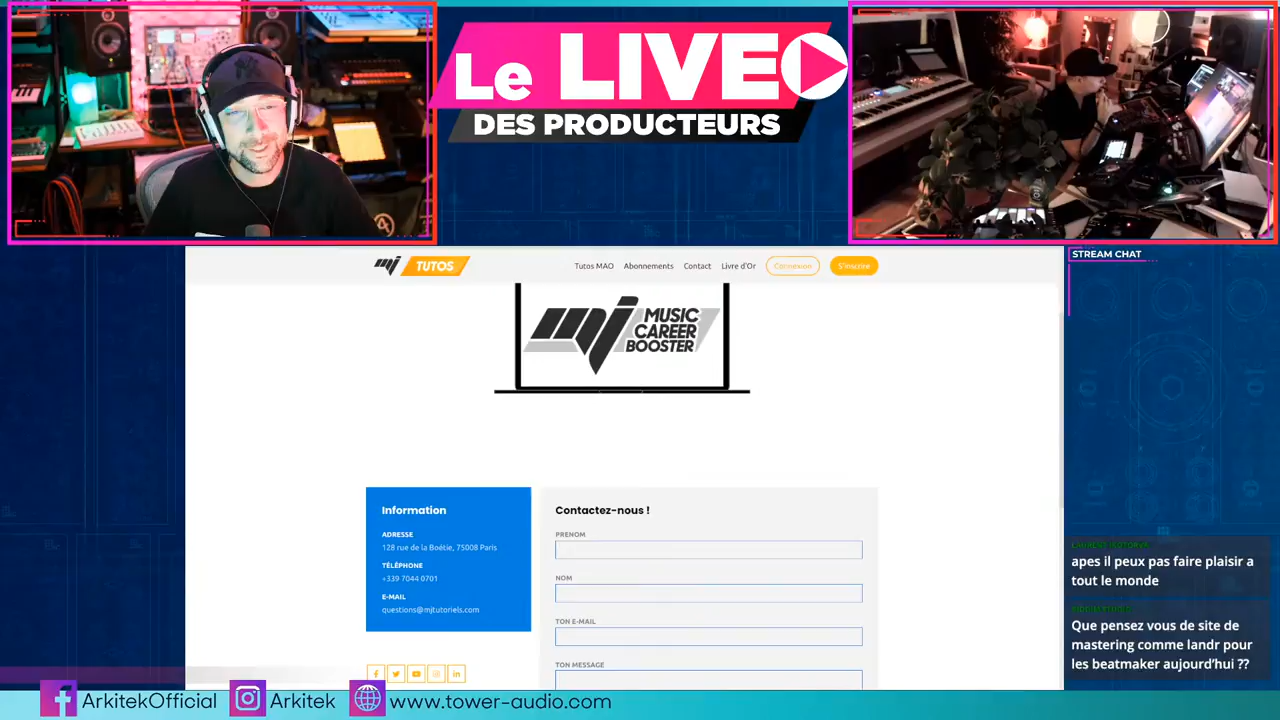 Le LIVE
DES PRODUCTEURS
mj TUTOS
Tutos MAO
Abonnements
Contact
Livre d'Or
Connexion
S'inscrire
mj MUSIC
CAREER
BOOSTER
Information
ADRESSE
128 rue de la Boétie, 75008 Paris
TÉLÉPHONE
+339 7044 0701
E-MAIL
questions@mjtutoriels.com
Contactez-nous !
PRENOM
NOM
TON E-MAIL
TON MESSAGE
STREAM CHAT
apes il peux pas faire plaisir a
tout le monde
Que pensez vous de site de
mastering comme landr pour
les beatmaker aujourd'hui ??
ArkitekOfficial
Arkitek
www.tower-audio.com